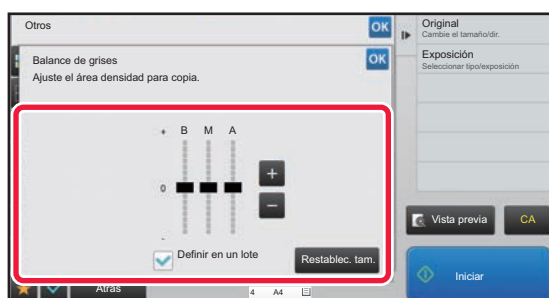 Otros
OK
Balance de grises
OK
Ajuste el área densidad para copia.
+ B M A
+
0
-
-
Definir en un lote
Restablec. tam.
Atrás
4 A4
Original
Cambie el tamaño/dir.
Exposición
Seleccionar tipo/exposición
Vista previa
CA
Iniciar